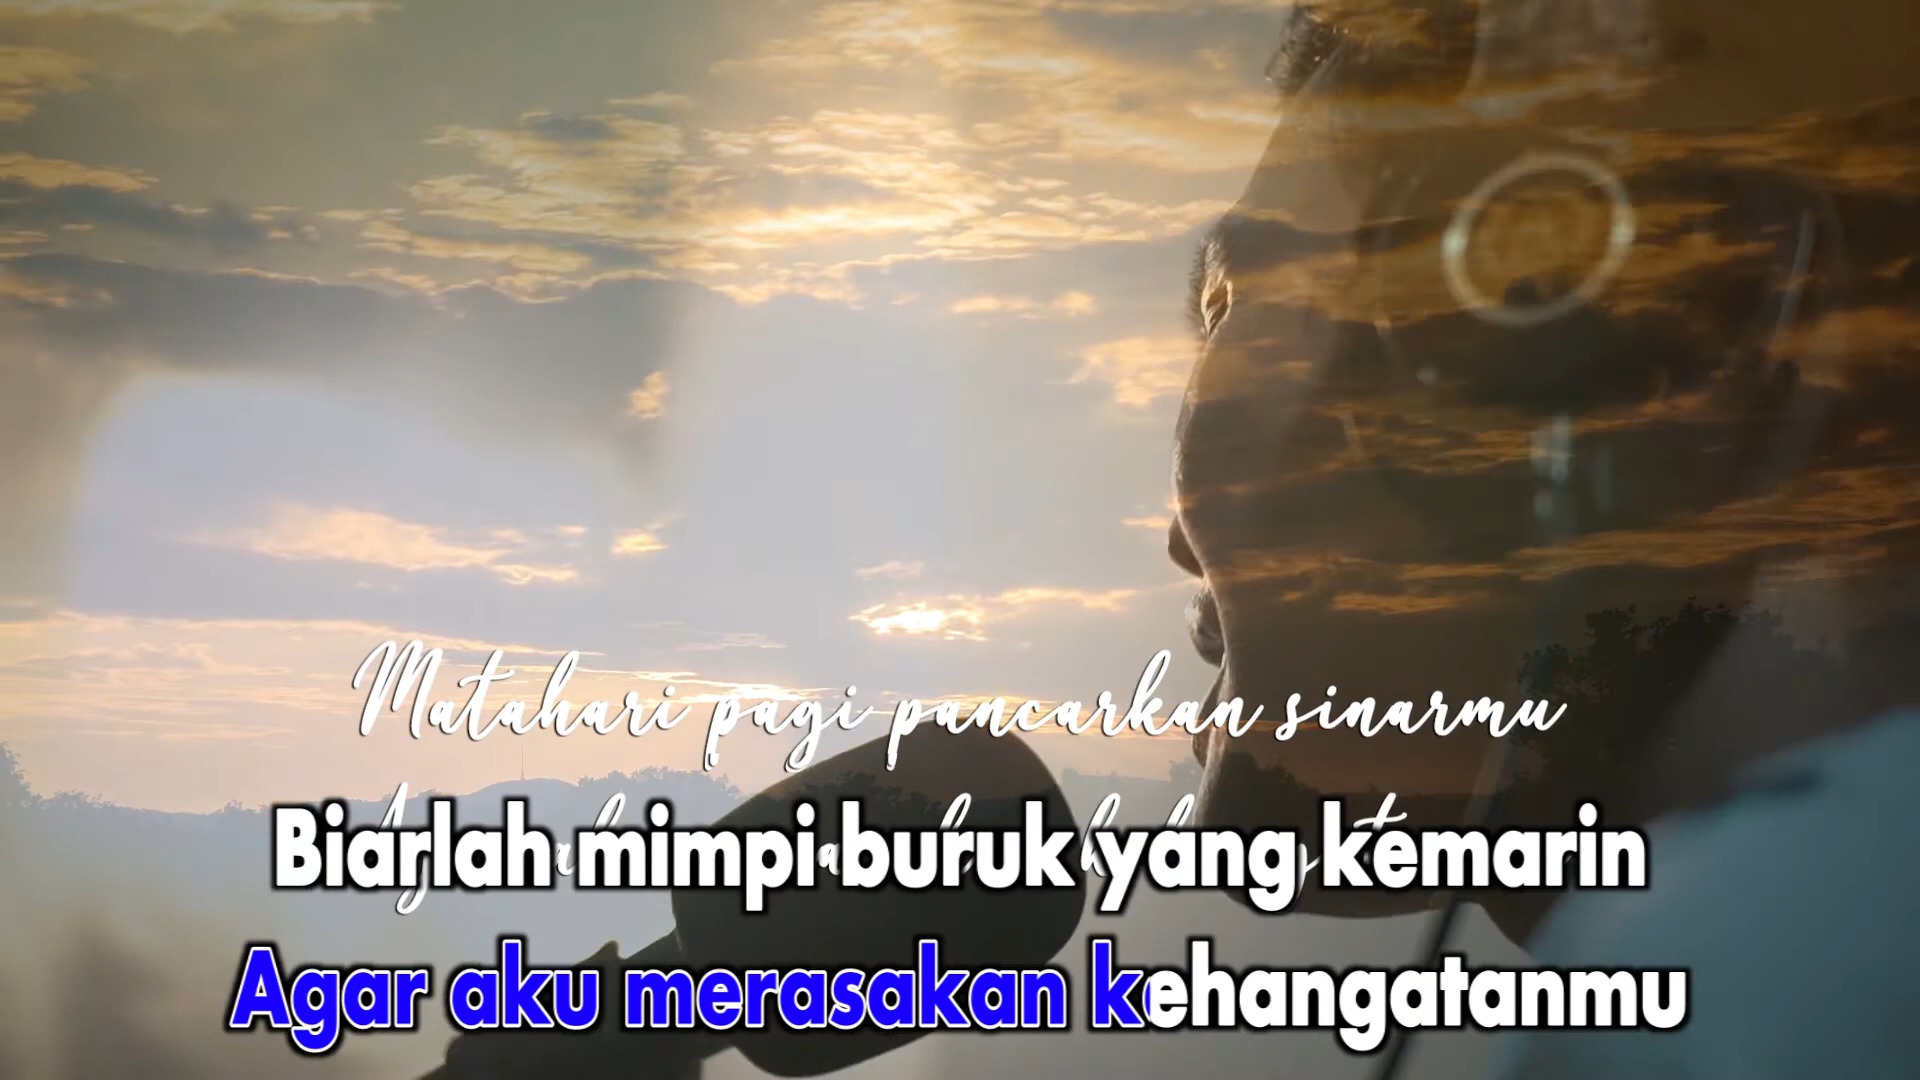 Matahari pagi pancarkan sinarmu
Biarlah mimpi buruk yang kemarin
Agar aku merasakan kehangatanmu